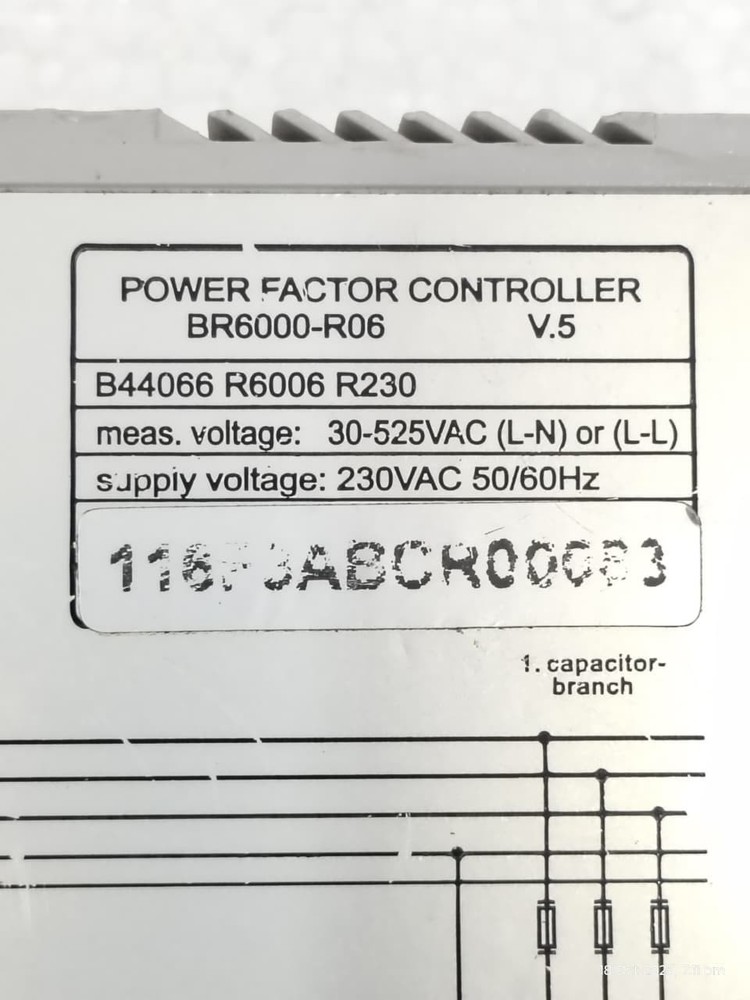 POWER FACTOR CONTROLLER
BR6000-R06 V.5
B44066 R6006 R230
meas. voltage: 30-525VAC (L-N) or (L-L)
supply voltage: 230VAC 50/60Hz
1. capacitor-
branch